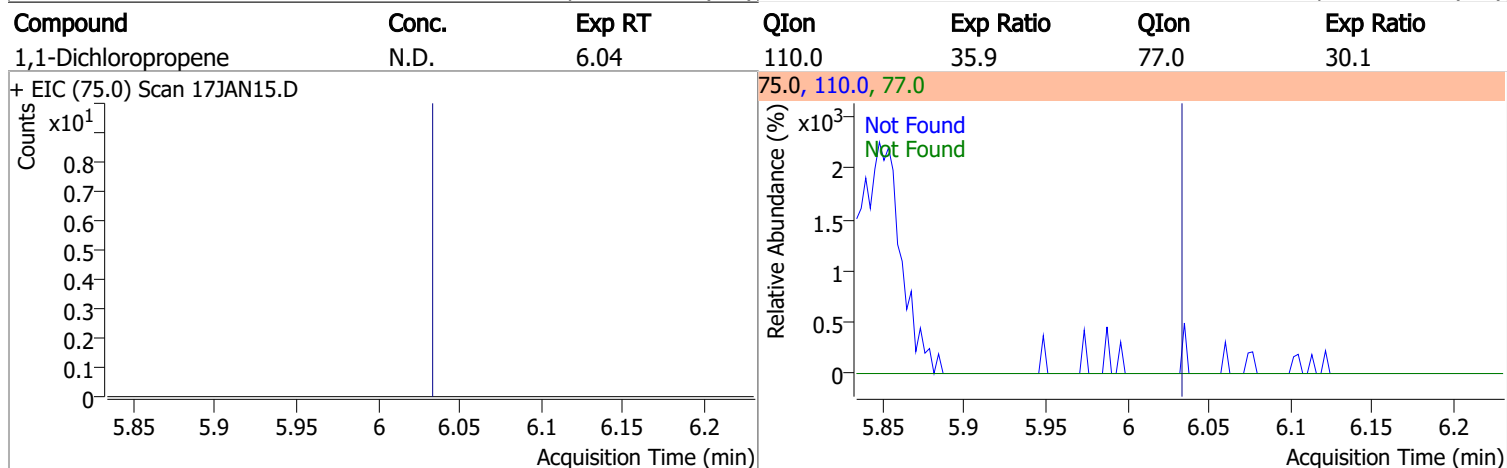 Compound Conc. Exp RT QIon Exp Ratio QIon Exp Ratio
1,1-Dichloropropene N.D. 6.04 110.0 35.9 77.0 30.1
+ EIC (75.0) Scan 17JAN15.D
Counts
x10¹
0.8
0.7
0.6
0.5
0.4
0.3
0.2
0.1
0
5.85 5.9 5.95 6 6.05 6.1 6.15 6.2
Acquisition Time (min)
75.0, 110.0, 77.0
Relative Abundance (%)
x10³
Not Found
Not Found
2
1.5
1
0.5
0
5.85 5.9 5.95 6 6.05 6.1 6.15 6.2
Acquisition Time (min)